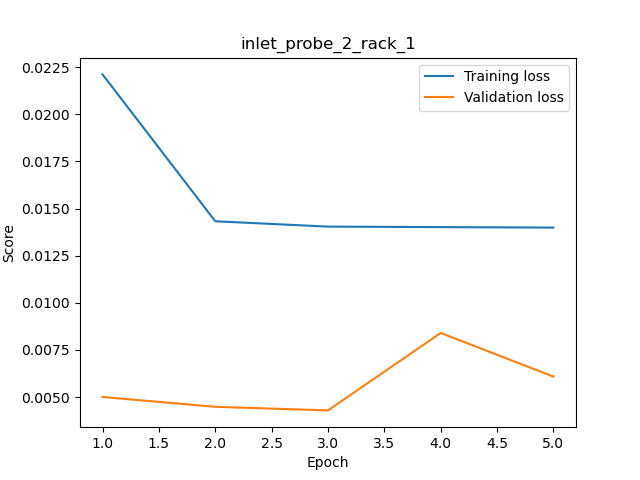 inlet_probe_2_rack_1
Training loss
Validation loss
0.0225
0.0200
0.0175
0.0150
0.0125
0.0100
0.0075
0.0050
Score
1.0 1.5 2.0 2.5 3.0 3.5 4.0 4.5 5.0
Epoch